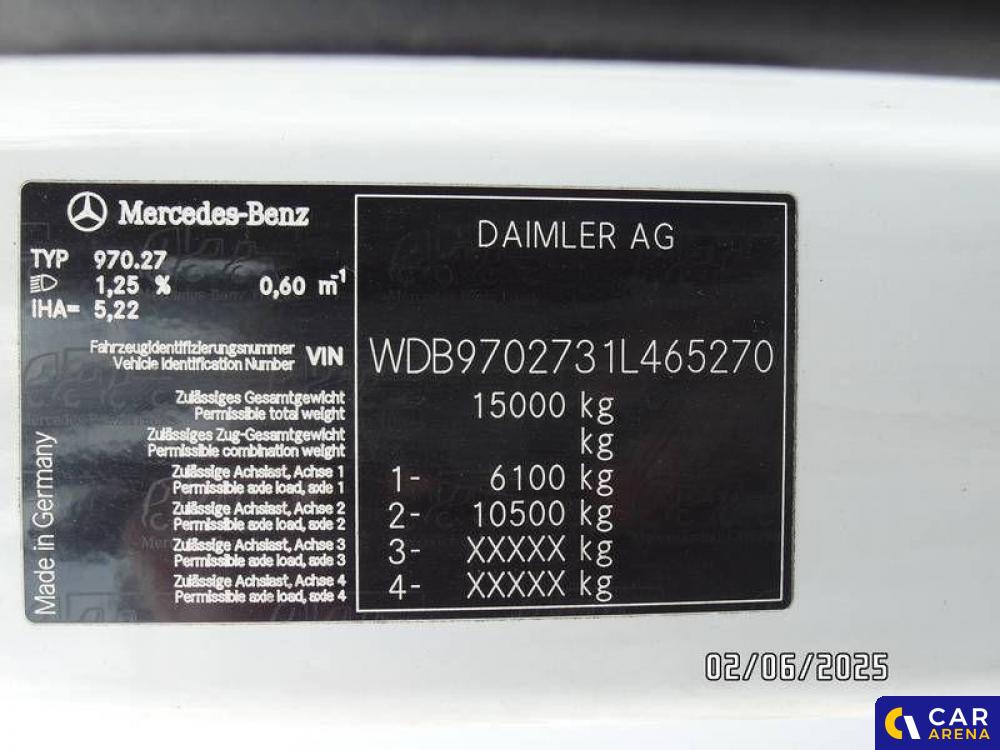 Mercedes-Benz
TYP 970.27
1,25 % 0,60 m⁻¹
IHA= 5,22
Fahrzeugidentifizierungsnummer
Vehicle Identification Number VIN
Zulässiges Gesamtgewicht
Permissible total weight
Zulässiges Zug-Gesamtgewicht
Permissible combination weight
Zulässige Achslast, Achse 1
Permissible axle load, axle 1
Zulässige Achslast, Achse 2
Permissible axle load, axle 2
Zulässige Achslast, Achse 3
Permissible axle load, axle 3
Zulässige Achslast, Achse 4
Permissible axle load, axle 4
Made in Germany
DAIMLER AG
WDB9702731L465270
15000 kg
kg
1- 6100 kg
2- 10500 kg
3- XXXXX kg
4- XXXXX kg
02/06/2025
CAR
ARENA